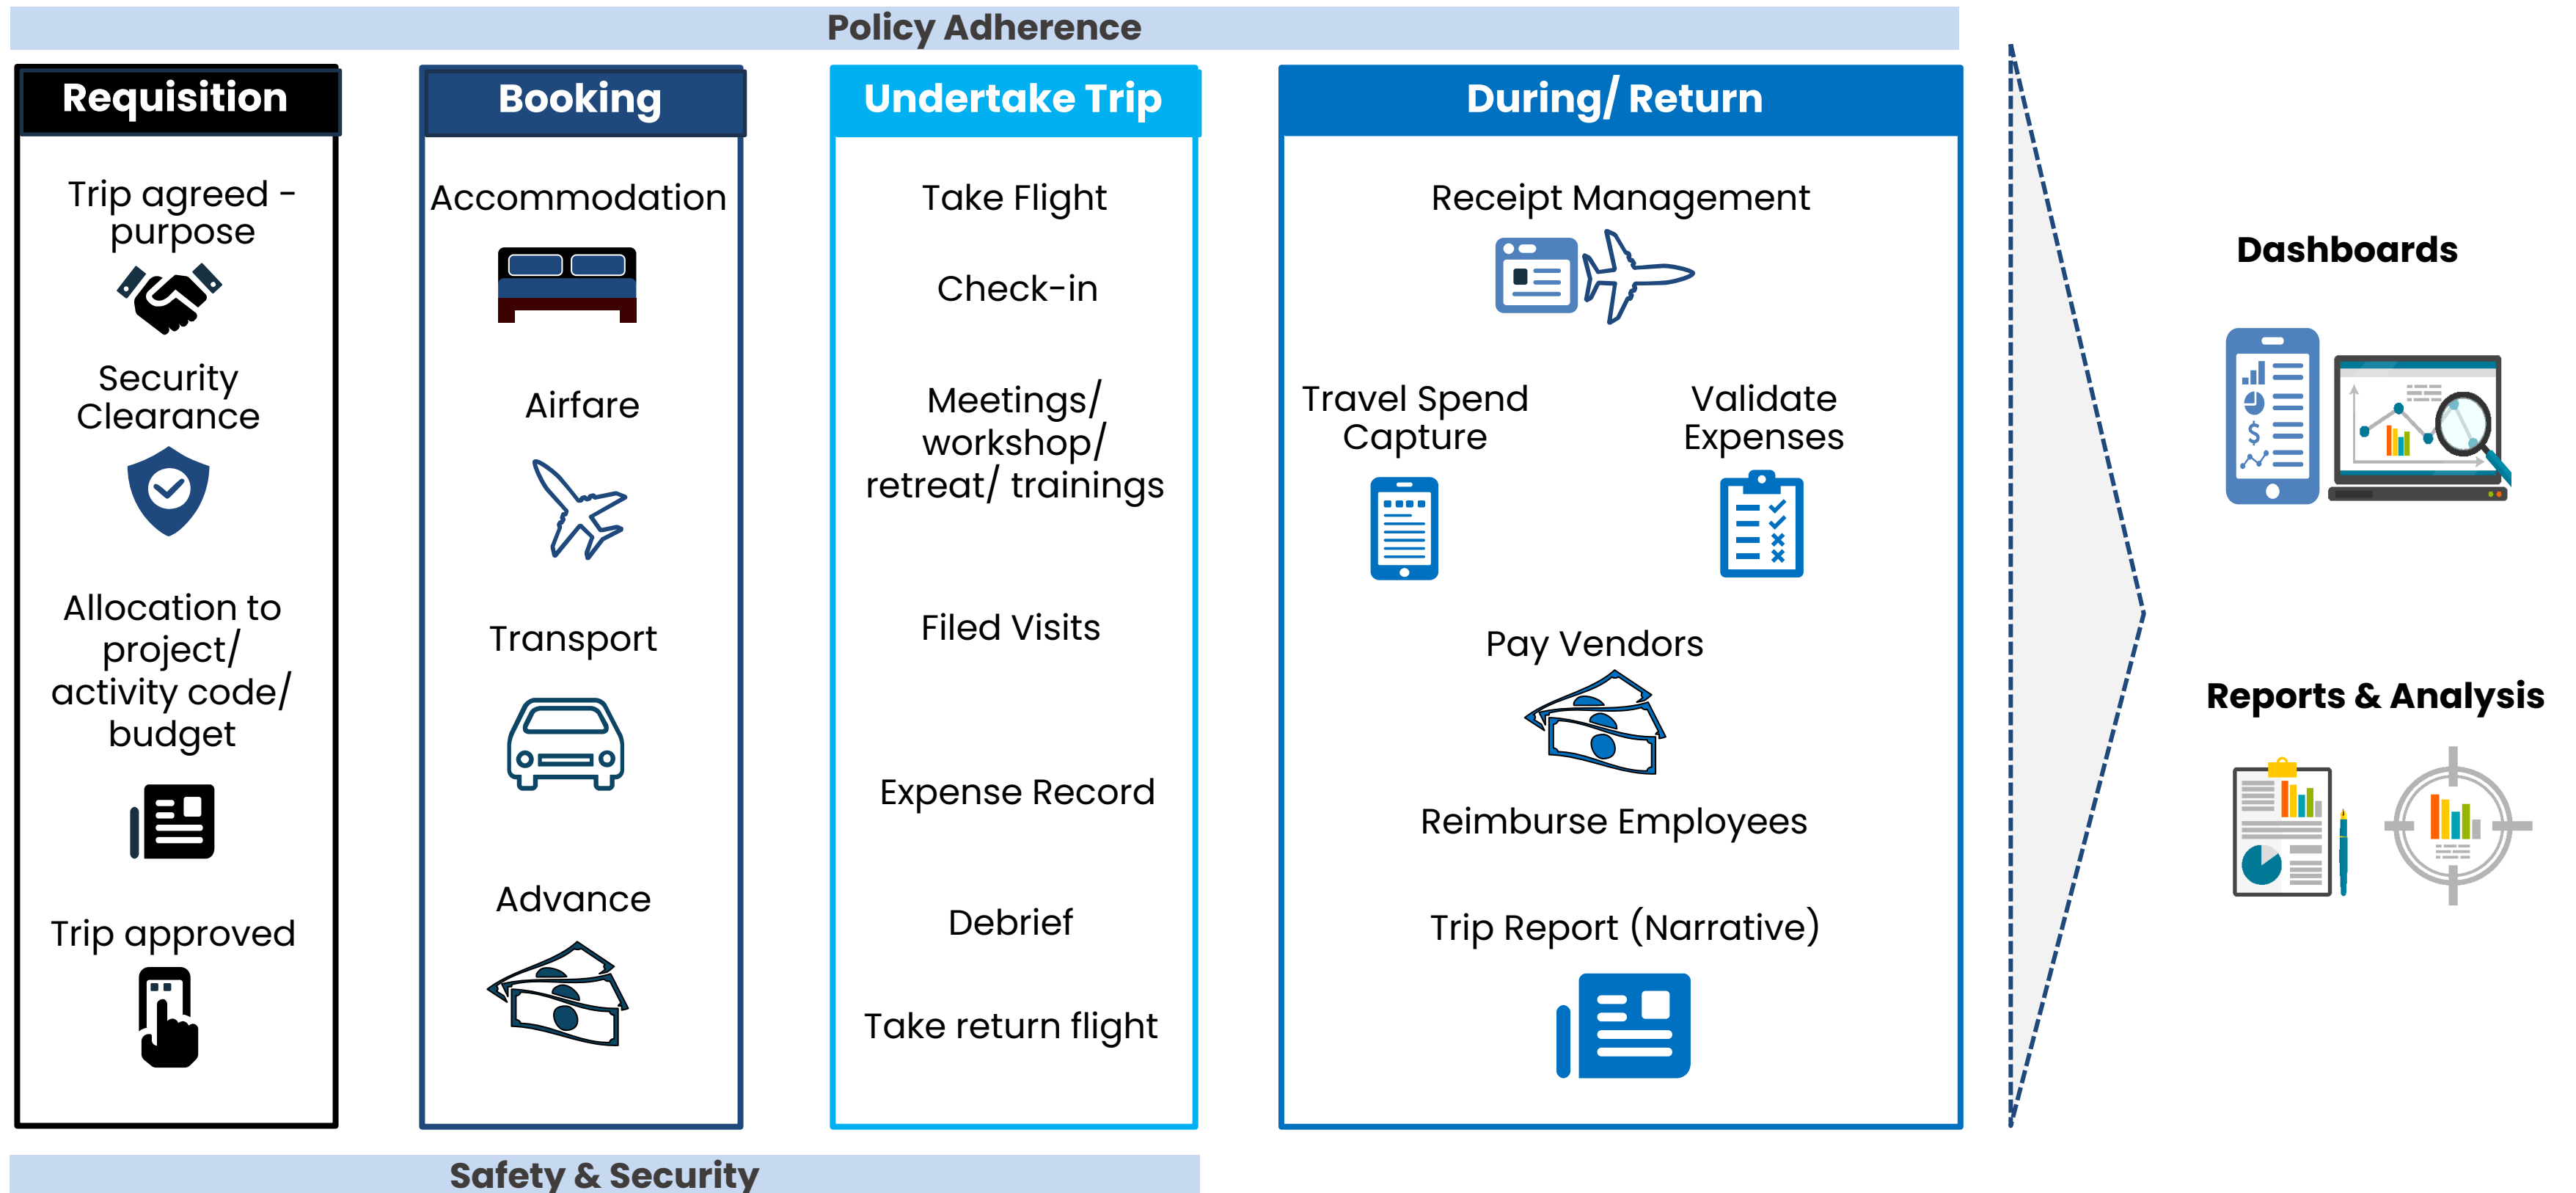 Policy Adherence
Requisition
Trip agreed -
purpose
Security
Clearance
Allocation to
project/
activity code/
budget
Trip approved
Booking
Accommodation
Airfare
Transport
Advance
Undertake Trip
Take Flight
Check-in
Meetings/
workshop/
retreat/ trainings
Filed Visits
Expense Record
Debrief
Take return flight
During/ Return
Receipt Management
Travel Spend
Capture
Validate
Expenses
Pay Vendors
Reimburse Employees
Trip Report (Narrative)
Dashboards
$
Reports & Analysis
Safety & Security